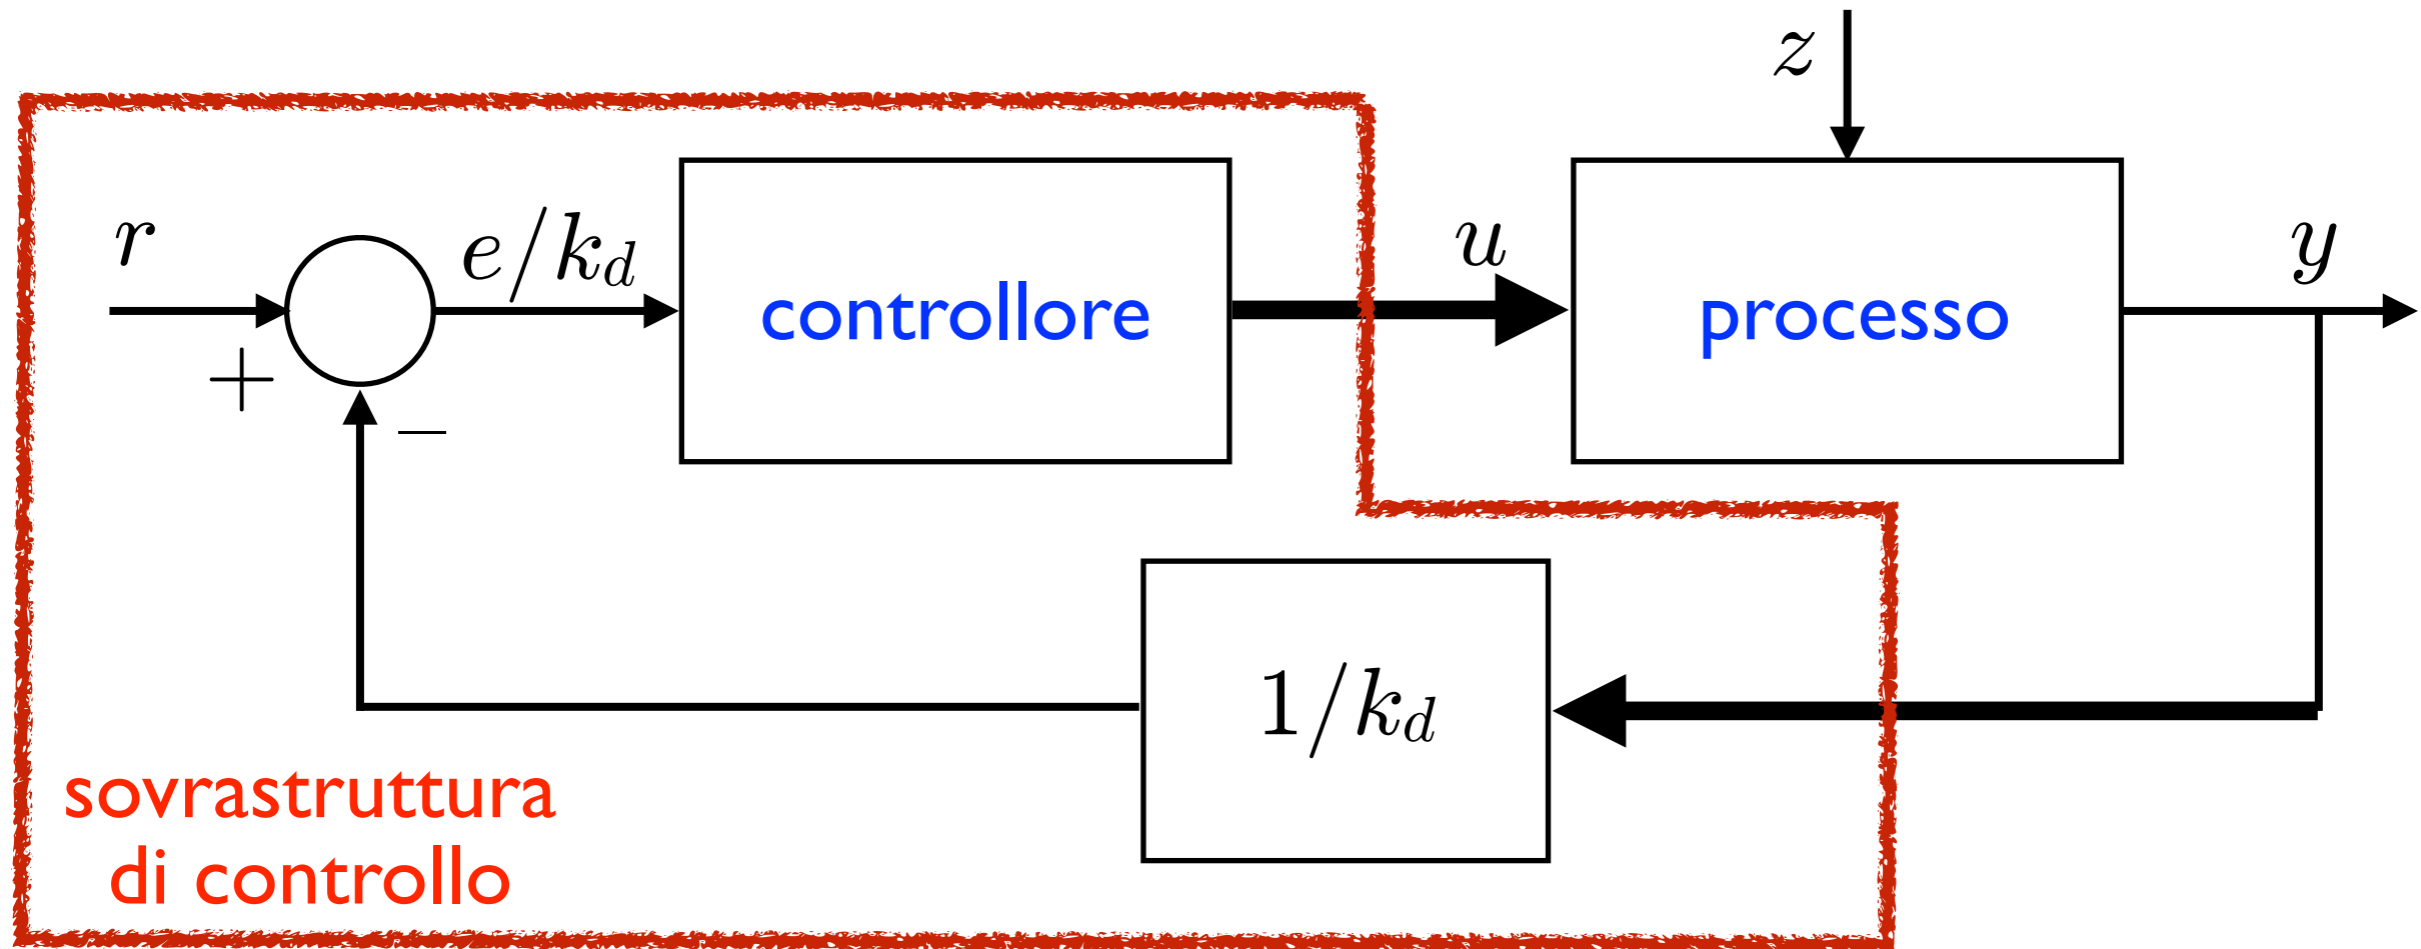 z
r
e/k_d
controllore
u
processo
y
+
−
1/k_d
sovrastruttura
di controllo